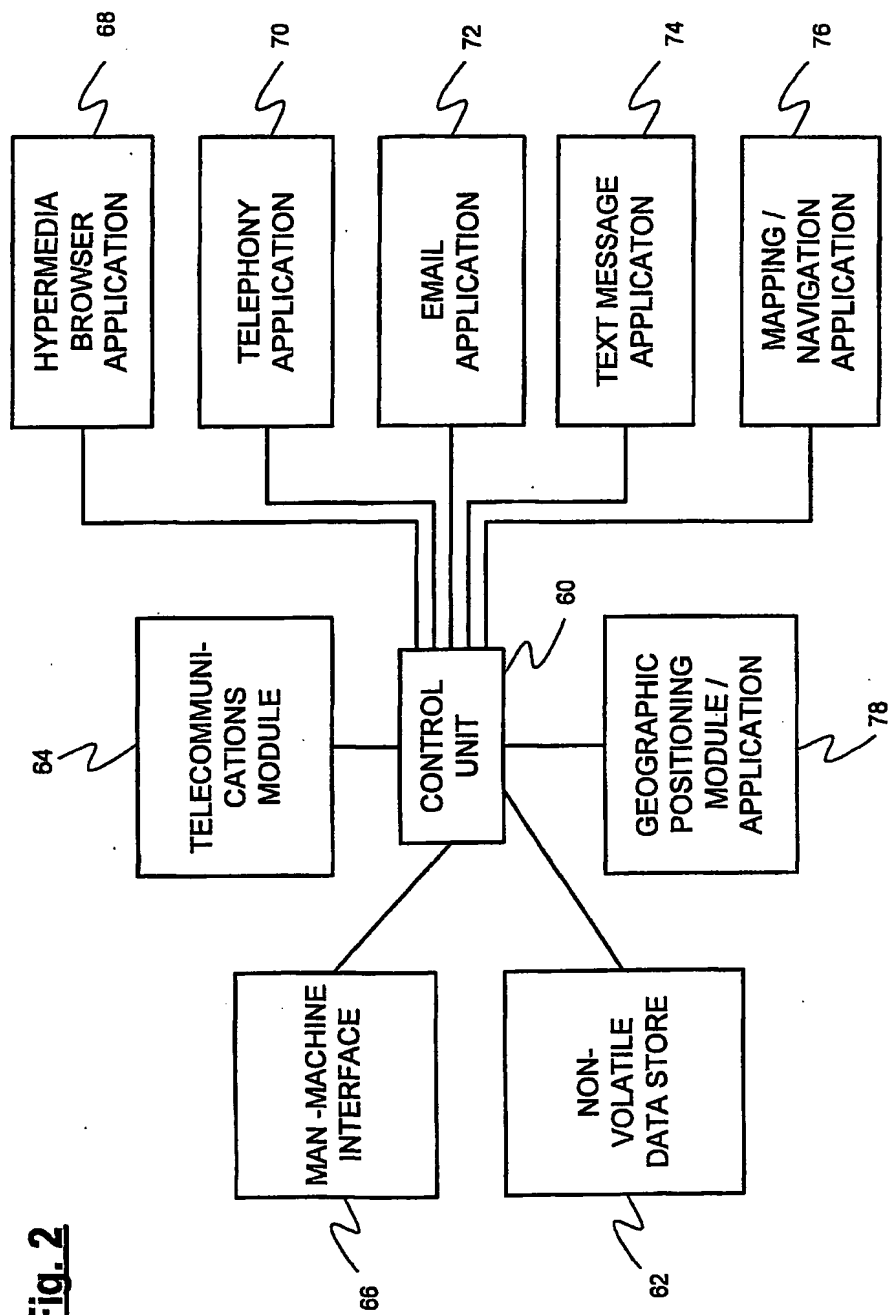 Fig. 2
MAN -MACHINE
INTERFACE
66
NON-
VOLATILE
DATA STORE
62
64
TELECOMMUNI-
CATIONS
MODULE
CONTROL
UNIT
60
GEOGRAPHIC
POSITIONING
MODULE /
APPLICATION
78
HYPERMEDIA
BROWSER
APPLICATION
68
TELEPHONY
APPLICATION
70
EMAIL
APPLICATION
72
TEXT MESSAGE
APPLICATON
74
MAPPING /
NAVIGATION
APPLICATION
76